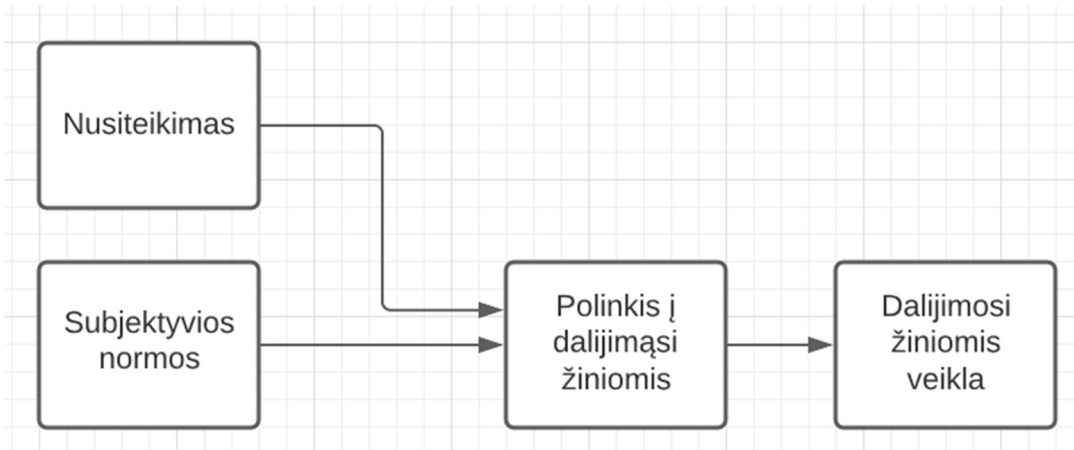 Nusiteikimas
Subjektyvios
normos
Polinkis į
dalijimąsi
žiniomis
Dalijimosi
žiniomis
veikla